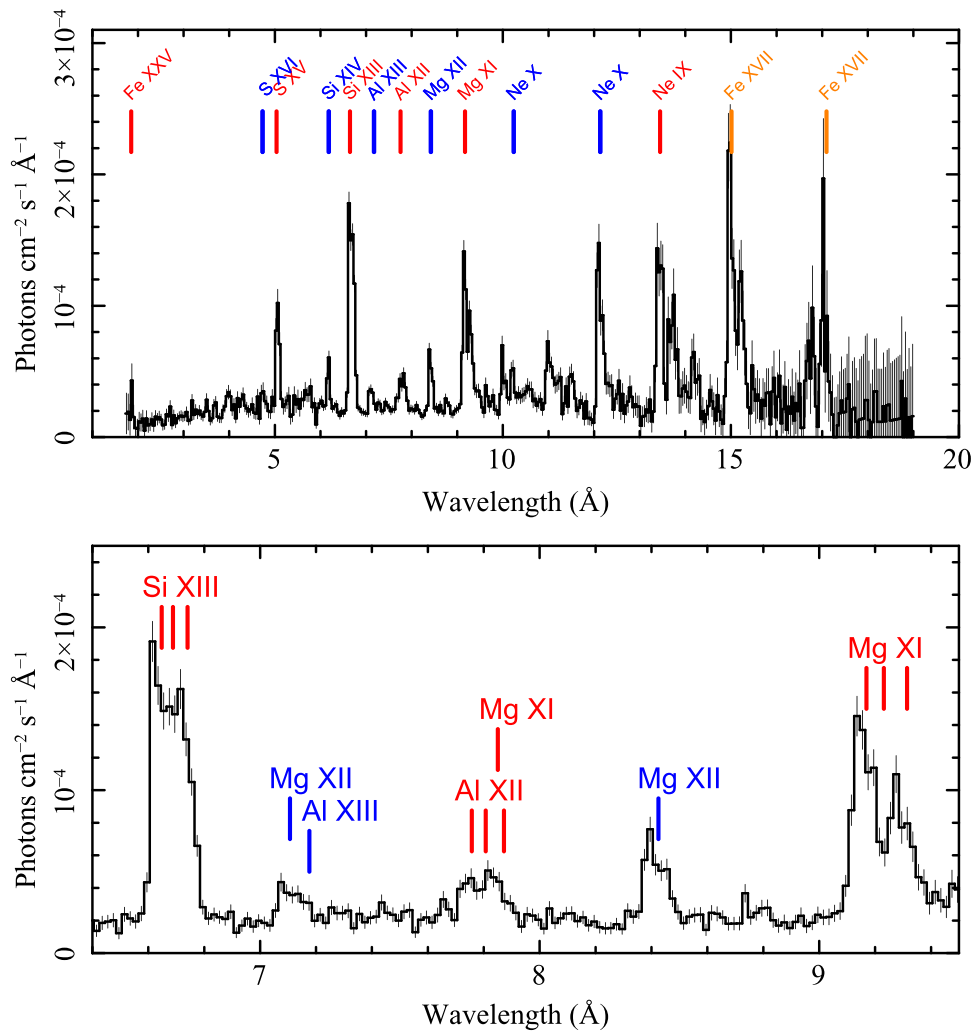 Fe XXV S XVI S XV Si XIV Si XIII Al XIII Al XII Mg XII Mg XI Ne X Ne X Ne IX Fe XVII Fe XVII
Photons cm⁻² s⁻¹ Å⁻¹
3×10⁻⁴
2×10⁻⁴
10⁻⁴
0
5 10 15 20
Wavelength (Å)
Si XIII
Mg XI
Mg XI
Mg XII Al XII Mg XII
Al XIII
Photons cm⁻² s⁻¹ Å⁻¹
2×10⁻⁴
10⁻⁴
0
7 8 9
Wavelength (Å)